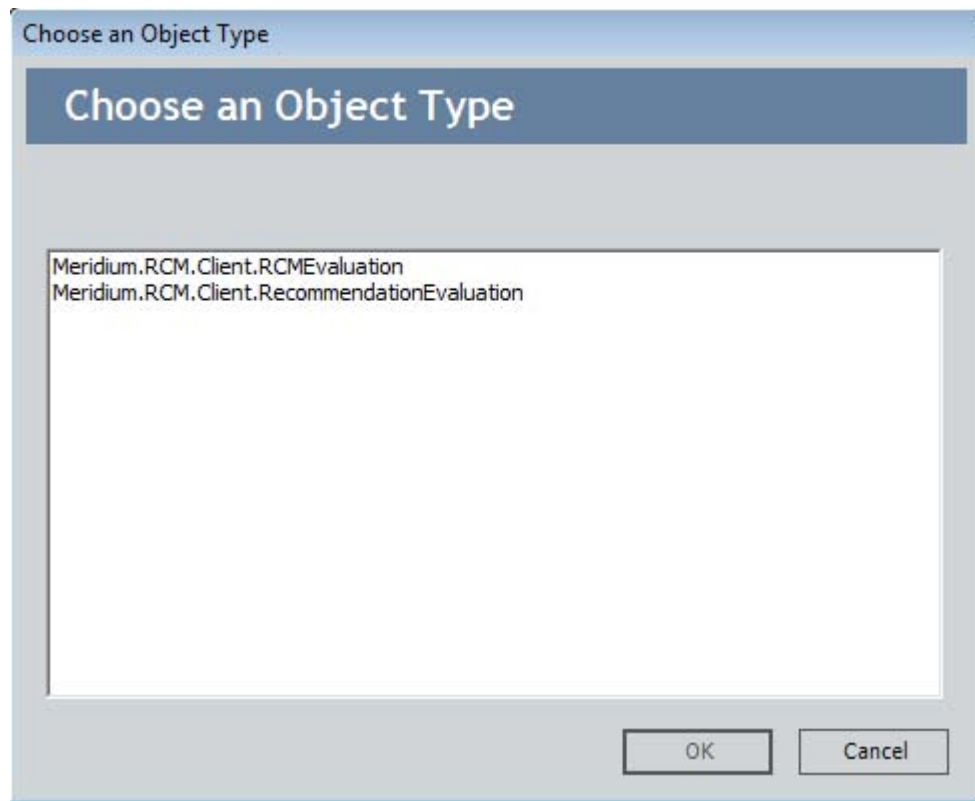 Choose an Object Type
Choose an Object Type
Meridium.RCM.Client.RCMEvaluation
Meridium.RCM.Client.RecommendationEvaluation
OK
Cancel